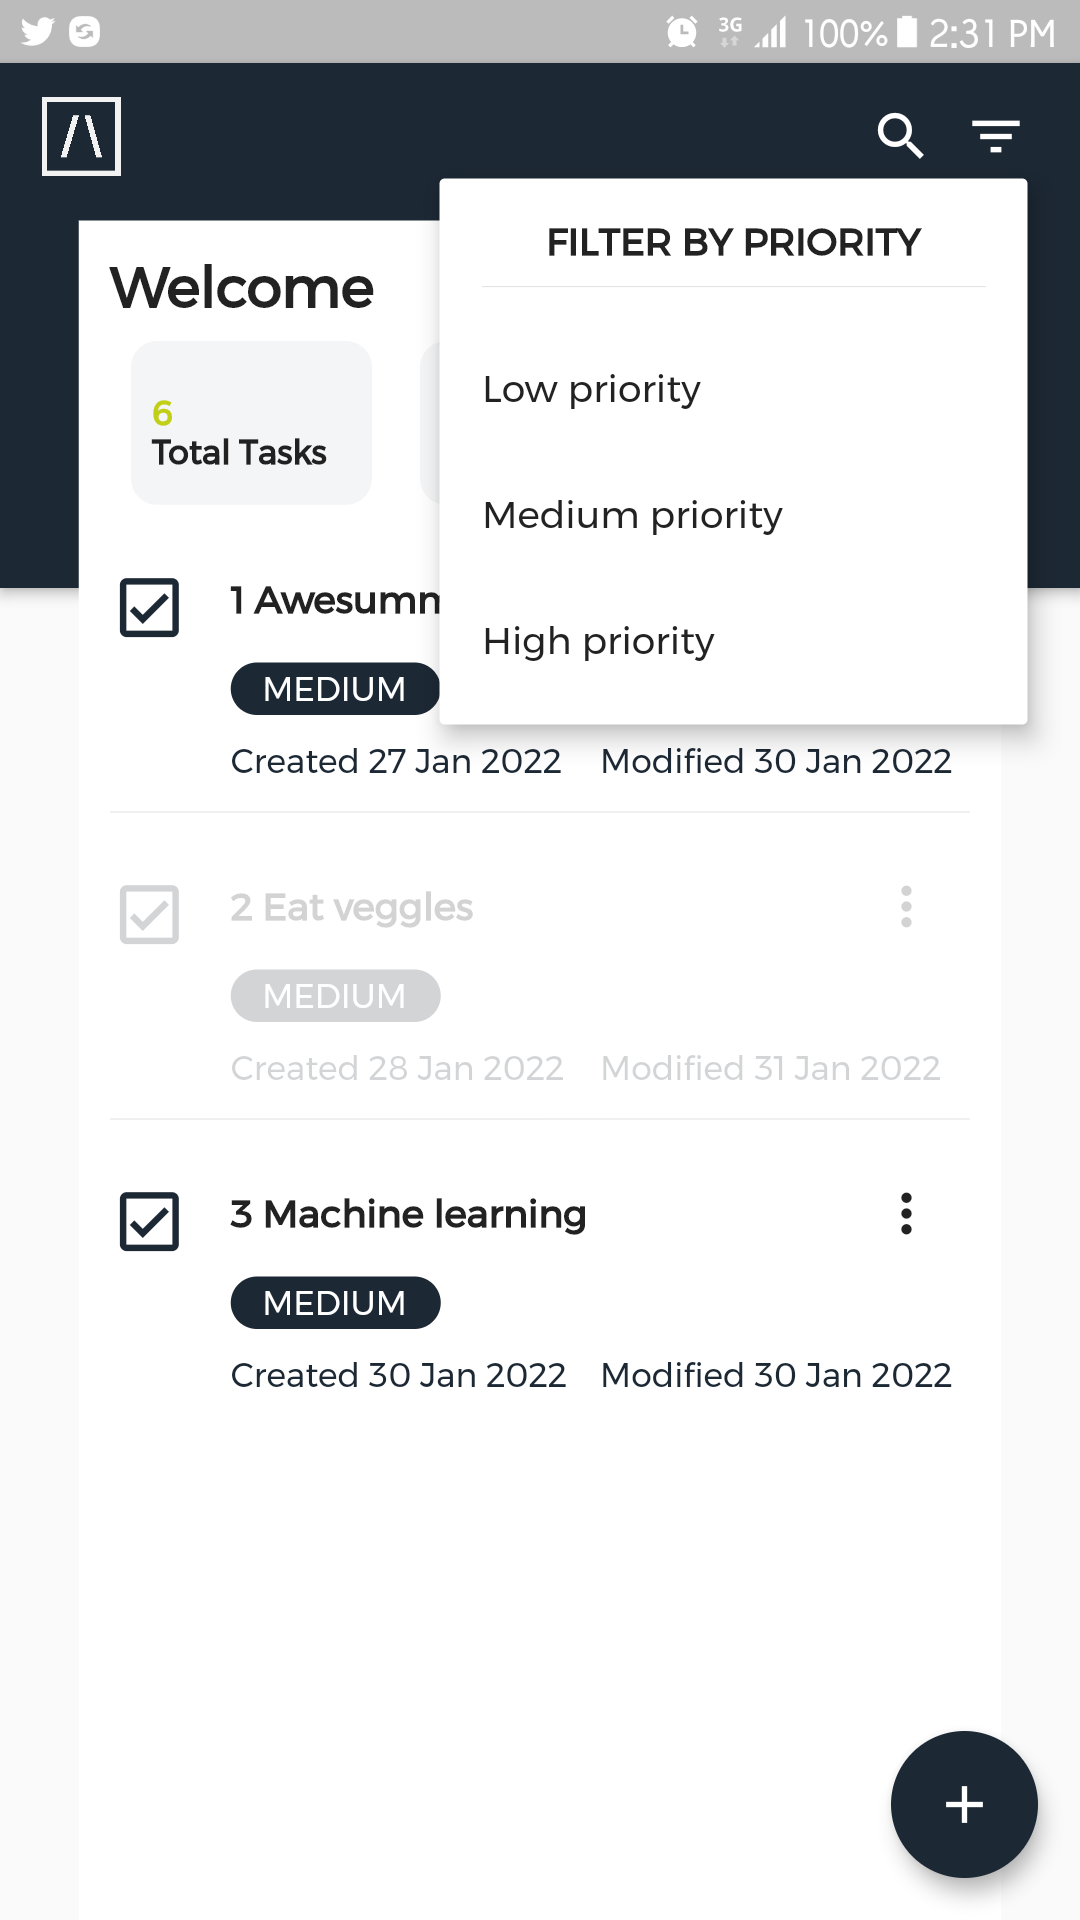 3G 100% 2:31 PM
FILTER BY PRIORITY
Low priority
Medium priority
High priority
Welcome
6
Total Tasks
1
MEDIUM
Created 27 Jan 2022 Modified 30 Jan 2022
2 Eat veggles
MEDIUM
Created 28 Jan 2022 Modified 31 Jan 2022
3 Machine learning
MEDIUM
Created 30 Jan 2022 Modified 30 Jan 2022